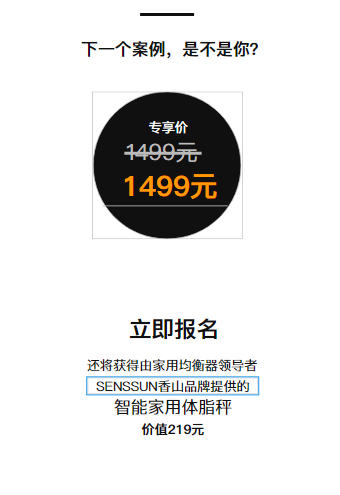 下一个案例，是不是你？
专享价
1499元
1499元
立即报名
还将获得由家用均衡器领导者
SENSSUN香山品牌提供的
智能家用体脂秤
价值219元